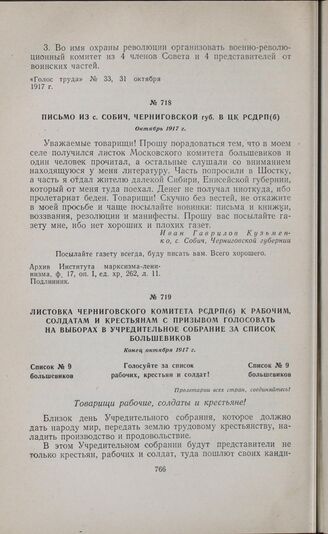 3. Во имя охраны революции организовать военно-револю-
ционный комитет из 4 членов Совета и 4 представителей от
воинских частей.
«Голос труда» № 33, 31 октября
1917 г.
№ 718
ПИСЬМО ИЗ с. СОБИЧ, ЧЕРНИГОВСКОЙ губ. В ЦК РСДРП(б)
Октябрь 1917 г.
Уважаемые товарищи! Прошу порадоваться тем, что в моем
селе получился листок Московского комитета большевиков и
один человек прочитал, а остальные слушали со вниманием
находящуюся у меня литературу. Часть попросили в Шостку,
а часть я отдал жителю далекой Сибири, Енисейской губернии,
который от меня туда поехал. Денег не получал ниоткуда, ибо
пролетариат беден. Товарищи! Скучно без вестей, не откажите
в моей просьбе и чаще посылайте новинки: письма и книжки,
воззвания, резолюции и манифесты. Прошу вас посылайте га-
зету мне, ибо нет хороших и плохих газет.
Иван Гаврилов Кузьмен-
ко, с. Собич, Черниговской губернии
Посылайте газету всегда, буду писать вам. Всего хорошего.
Архив Института марксизма-лени-
низма, ф. 17, оп. I, ед. хр. 262, л. 11.
Подлинник.
№ 719
ЛИСТОВКА ЧЕРНИГОВСКОГО КОМИТЕТА РСДРП(б) К РАБОЧИМ,
СОЛДАТАМ И КРЕСТЬЯНАМ С ПРИЗЫВОМ ГОЛОСОВАТЬ
НА ВЫБОРАХ В УЧРЕДИТЕЛЬНОЕ СОБРАНИЕ ЗА СПИСОК
БОЛЬШЕВИКОВ
Конец октября 1917 г.
Список № 9 Голосуйте за список Список № 9
большевиков рабочих, крестьян и солдат! большевиков
Пролетарии всех стран, соединяйтесь!
Товарищи рабочие, солдаты и крестьяне!
Близок день Учредительного собрания, которое должно
дать народу мир, передать землю трудовому крестьянству, на-
ладить производство и продовольствие.
В этом Учредительном собрании будут представители не
только крестьян, рабочих и солдат, туда пошлют своих канди-
766